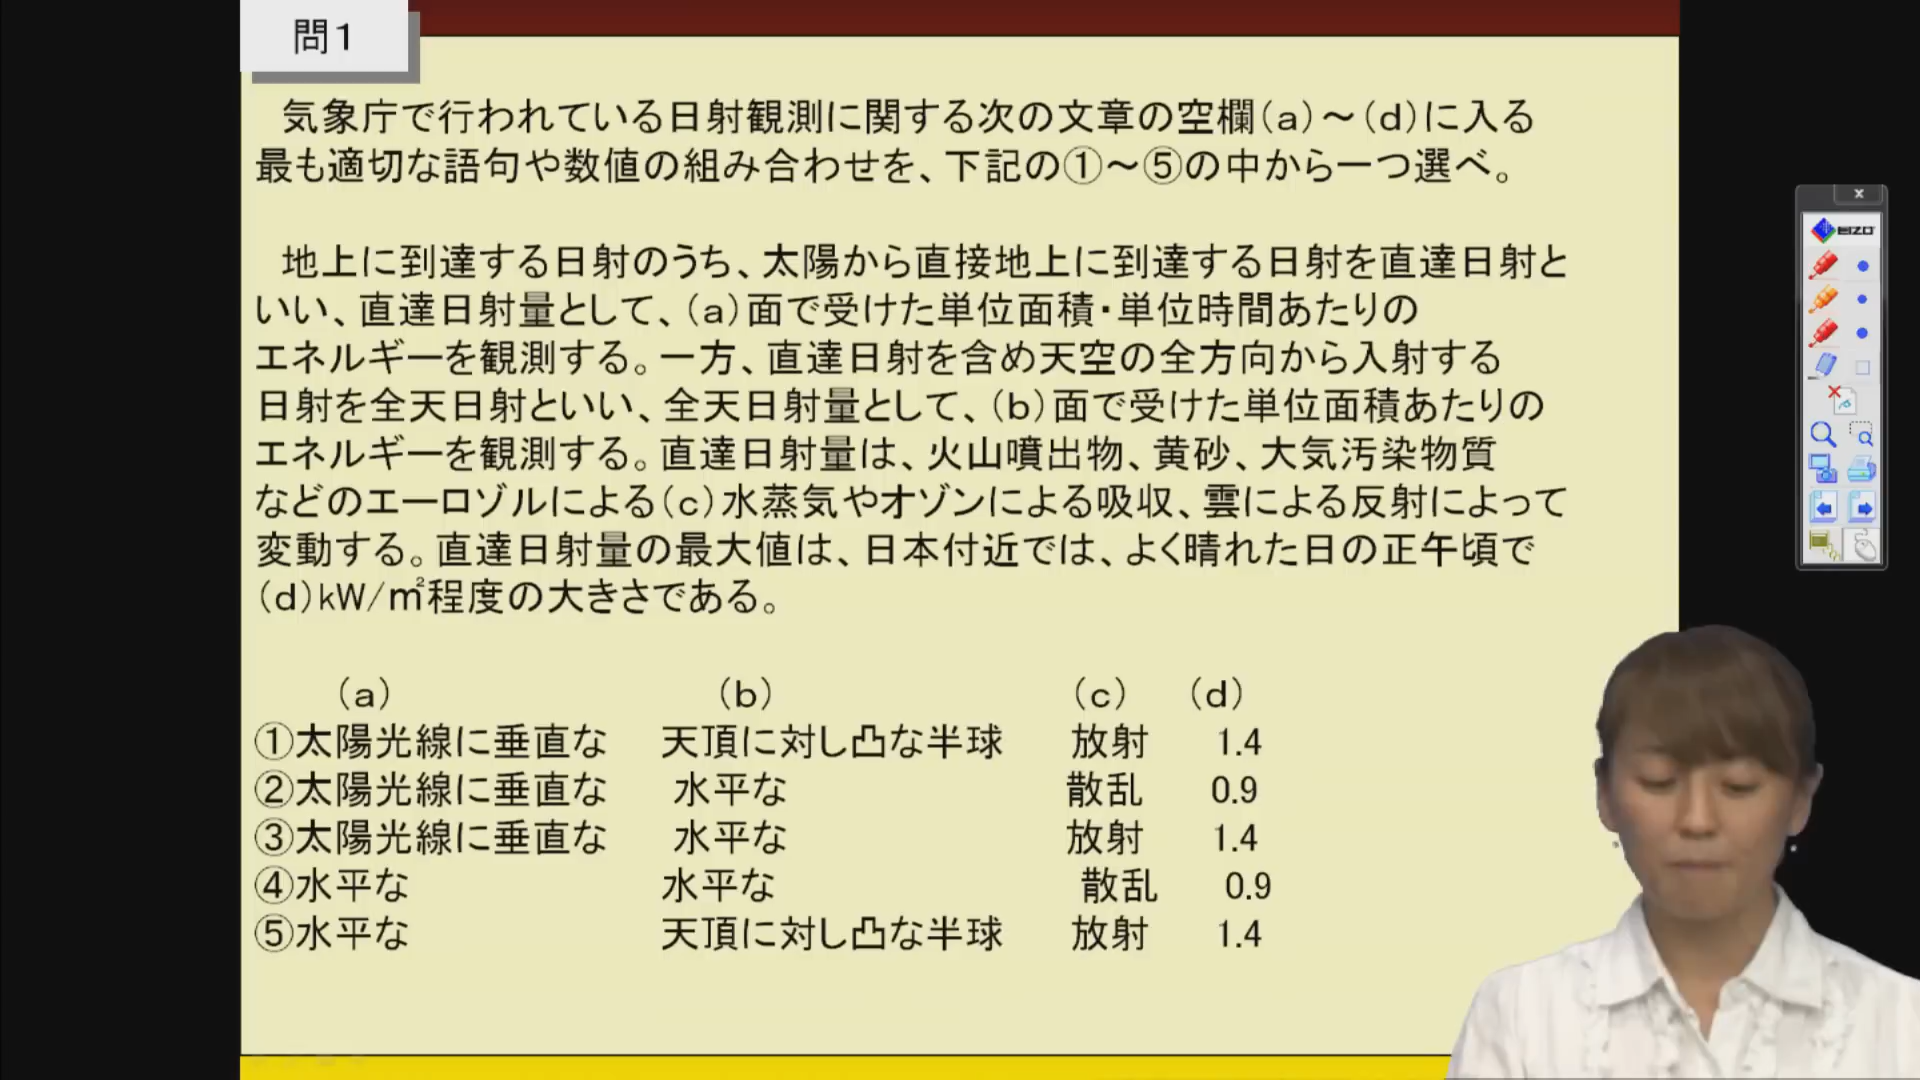 問1
気象庁で行われている日射観測に関する次の文章の空欄(a)～(d)に入る
最も適切な語句や数値の組み合わせを、下記の①～⑤の中から一つ選べ。
地上に到達する日射のうち、太陽から直接地上に到達する日射を直達日射と
いい、直達日射量として、(a)面で受けた単位面積・単位時間あたりの
エネルギーを観測する。一方、直達日射を含め天空の全方向から入射する
日射を全天日射といい、全天日射量として、(b)面で受けた単位面積あたりの
エネルギーを観測する。直達日射量は、火山噴出物、黄砂、大気汚染物質
などのエーロゾルによる(c)水蒸気やオゾンによる吸収、雲による反射によって
変動する。直達日射量の最大値は、日本付近では、よく晴れた日の正午頃で
(d)kW/㎡程度の大きさである。
(a) (b) (c) (d)
①太陽光線に垂直な 天頂に対し凸な半球 放射 1.4
②太陽光線に垂直な 水平な 散乱 0.9
③太陽光線に垂直な 水平な 放射 1.4
④水平な 水平な 散乱 0.9
⑤水平な 天頂に対し凸な半球 放射 1.4
x
EIZO